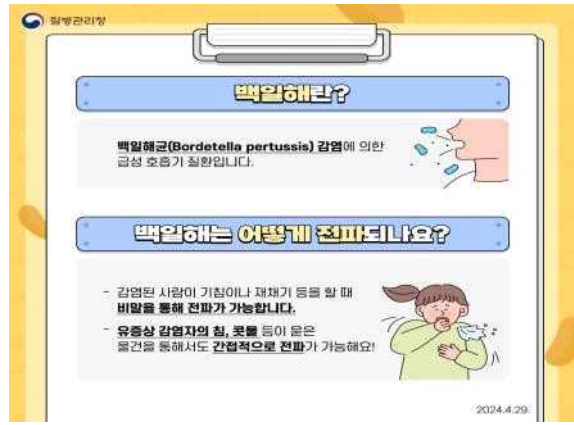 질병관리청
백일해란?
백일해균(Bordetella pertussis) 감염에 의한
급성 호흡기 질환입니다.
백일해는 어떻게 전파되나요?
- 감염된 사람이 기침이나 재채기 등을 할 때
비말을 통해 전파가 가능합니다.
- 유증상 감염자의 침, 콧물 등이 묻은
물건을 통해서도 간접적으로 전파가 가능해요!
2024.4.29.